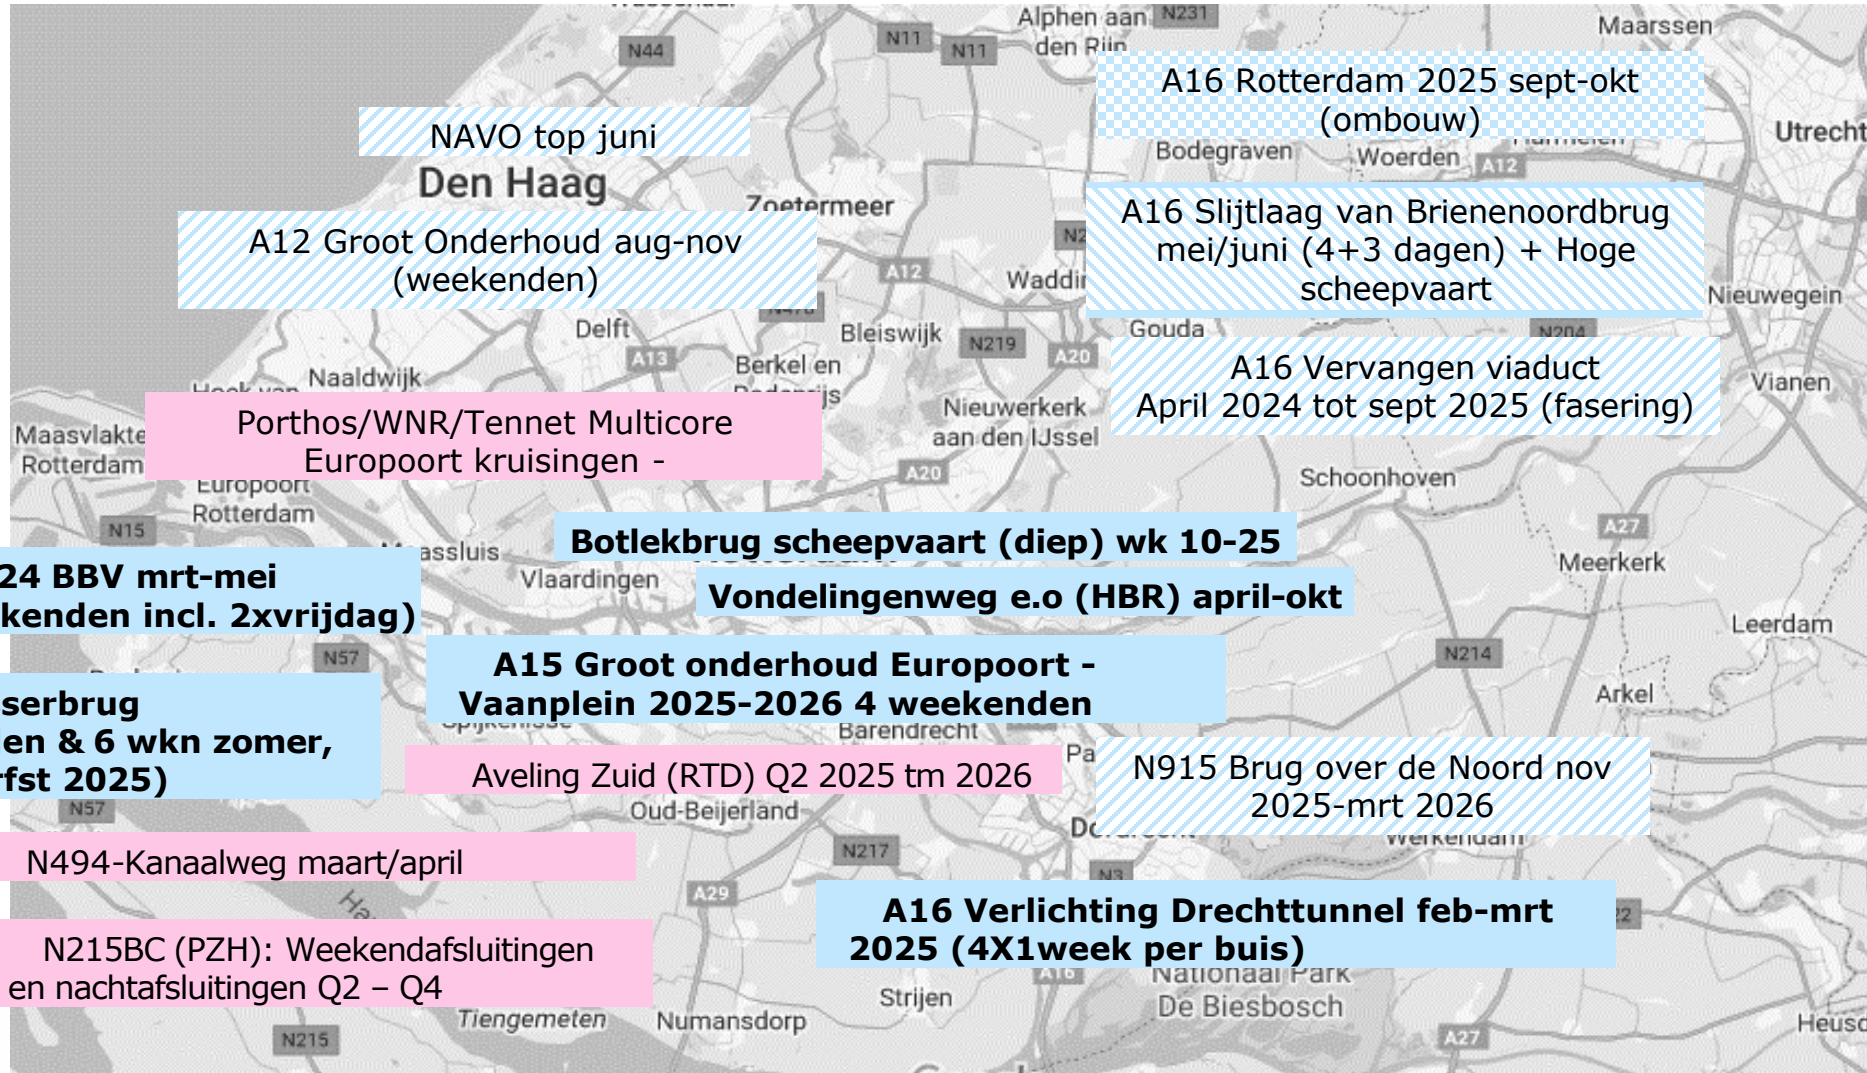 Alphen aan
den Rijn
N231
Maarssen
N44
N11
N11
A16 Rotterdam 2025 sept-okt
(ombouw)
NAVO top juni
Utrecht
Bodegraven
Woerden
A12
Den Haag
Zoetermeer
A16 Slijtlaag van Brienenoordbrug
mei/juni (4+3 dagen) + Hoge
scheepvaart
A12 Groot Onderhoud aug-nov
(weekenden)
A12
Nieuwegein
Delft
Bleiswijk
N219
A20
Gouda
N204
A13
Berkel en
A16 Vervangen viaduct
April 2024 tot sept 2025 (fasering)
Naaldwijk
Vianen
Porthos/WNR/Tennet Multicore
Europoort kruisingen -
Nieuwerkerk
aan den IJssel
Maasvlakte
Rotterdam
A20
Schoonhoven
Europoort
Rotterdam
N15
A27
Botlekbrug scheepvaart (diep) wk 10-25
Meerkerk
24 BBV mrt-mei
kenden incl. 2xvrijdag)
Vlaardingen
Vondelingenweg e.o (HBR) april-okt
Leerdam
N57
A15 Groot onderhoud Europoort -
Vaanplein 2025-2026 4 weekenden
N214
Arkel
serbrug
en & 6 wkn zomer,
rfst 2025)
Barendrecht
Aveling Zuid (RTD) Q2 2025 tm 2026
N915 Brug over de Noord nov
2025-mrt 2026
N57
Oud-Beijerland
Werkendam
N494-Kanaalweg maart/april
N217
N3
A29
A16 Verlichting Drechttunnel feb-mrt
2025 (4X1week per buis)
N215BC (PZH): Weekendafsluitingen
en nachtafsluitingen Q2 – Q4
A16
Nationaal Park
De Biesbosch
Strijen
Tiengemeten
Numansdorp
N215
A27